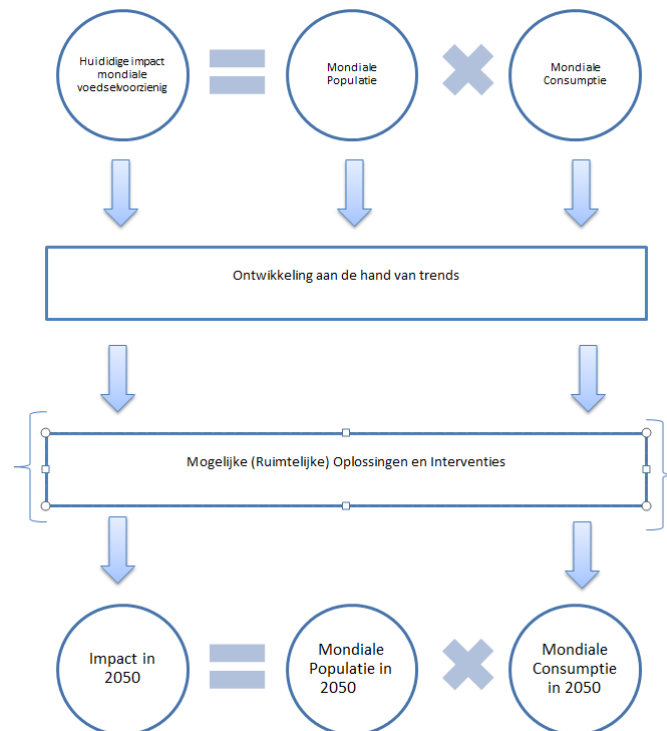 Huididige impact
mondiale
voedselvoorzienig
Mondiale
Populatie
Mondiale
Consumptie
Ontwikkeling aan de hand van trends
Mogelijke (Ruimtelijke) Oplossingen en Interventies
Impact in
2050
Mondiale
Populatie in
2050
Mondiale
Consumptie
in 2050